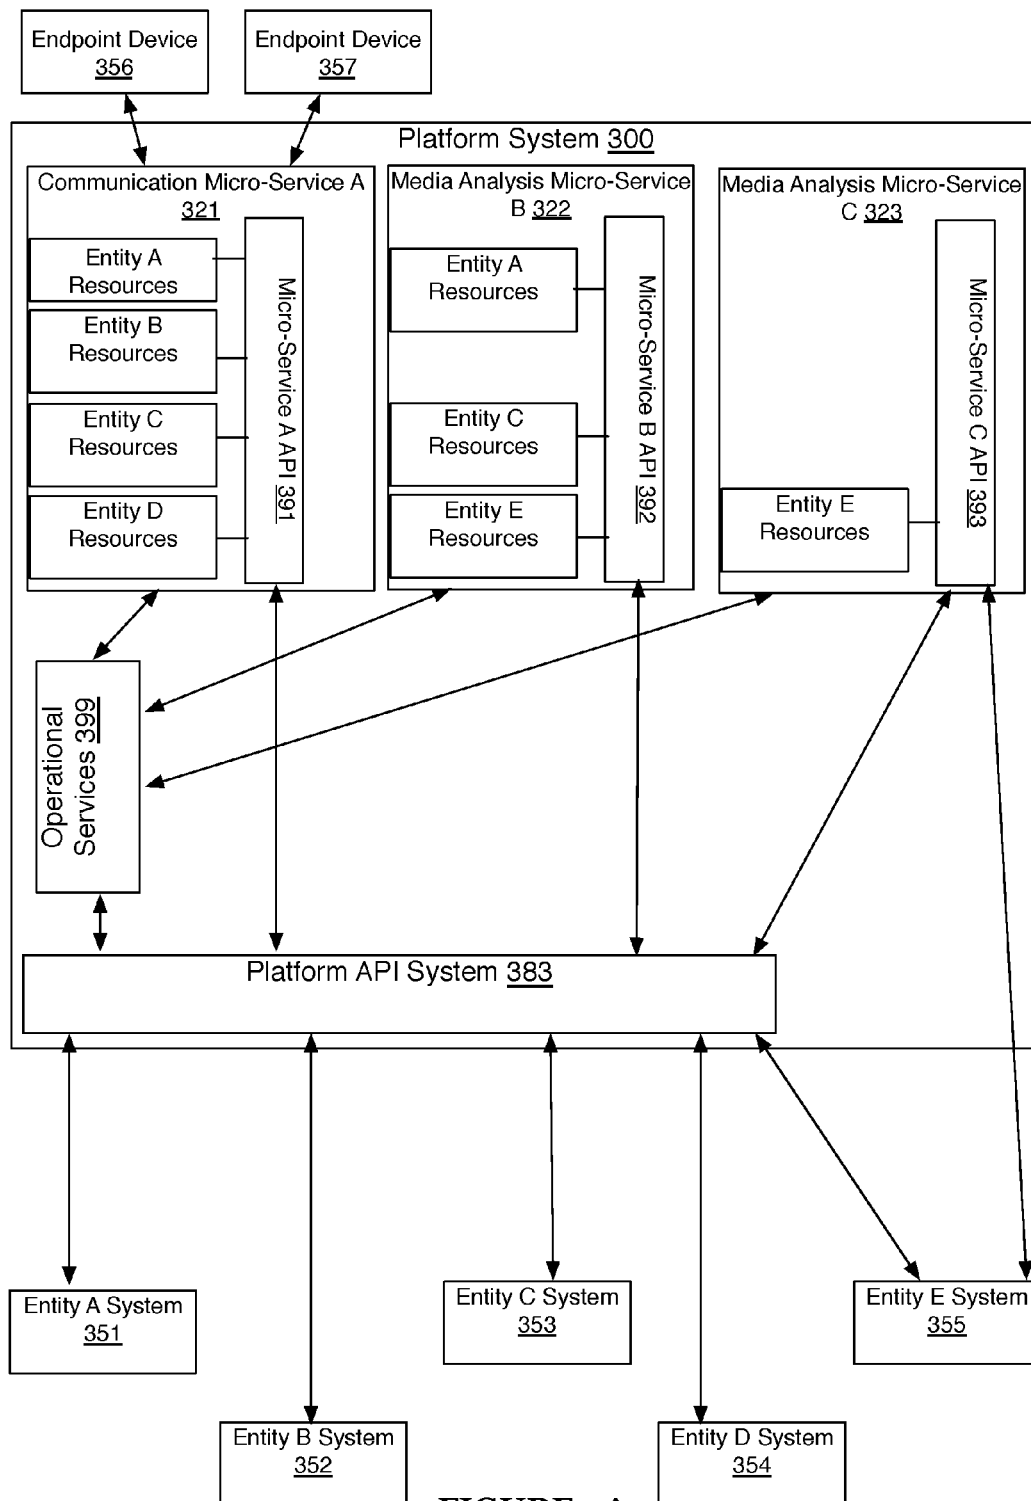 Endpoint Device
356
Endpoint Device
357
Platform System 300
Communication Micro-Service A
321
Entity A
Resources
Entity B
Resources
Entity C
Resources
Entity D
Resources
Micro-Service A API 391
Media Analysis Micro-Service
B 322
Entity A
Resources
Entity C
Resources
Entity E
Resources
Micro-Service B API 392
Media Analysis Micro-Service
C 323
Entity E
Resources
Micro-Service C API 393
Operational
Services 399
Platform API System 383
Entity A System
351
Entity C System
353
Entity E System
355
Entity B System
352
Entity D System
354